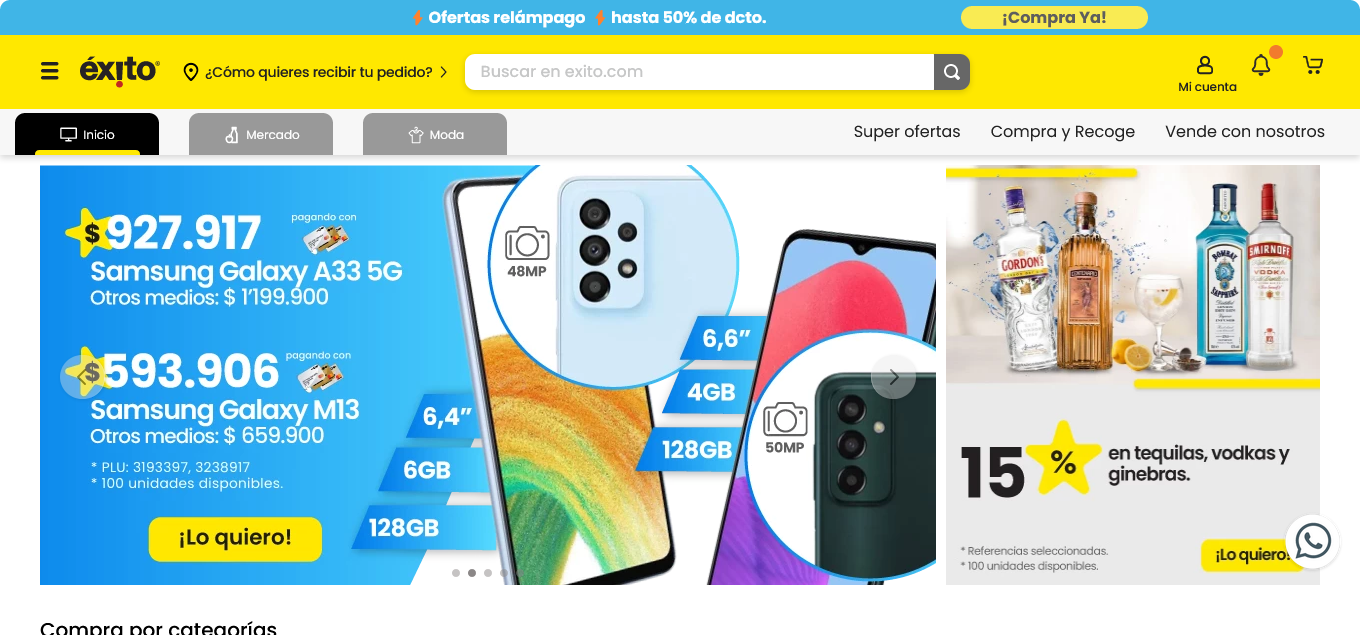 Ofertas relámpago hasta 50% de dcto.
¡Compra Ya!
éxito
¿Cómo quieres recibir tu pedido?
Buscar en exito.com
Mi cuenta
Inicio
Mercado
Moda
Super ofertas
Compra y Recoge
Vende con nosotros
$ 927.917
pagando con
Samsung Galaxy A33 5G
Otros medios: $ 1'199.900
$ 593.906
pagando con
Samsung Galaxy M13
Otros medios: $ 659.900
* PLU: 3193397, 3238917
* 100 unidades disponibles.
¡Lo quiero!
48MP
6,4”
6GB
128GB
6,6”
4GB
128GB
50MP
GORDON'S
BOMBAY
SAPPHIRE
SMIRNOFF
VODKA
15 %
en tequilas, vodkas y
ginebras.
* Referencias seleccionadas.
* 100 unidades disponibles.
¡Lo quiero!
Compra por categorías